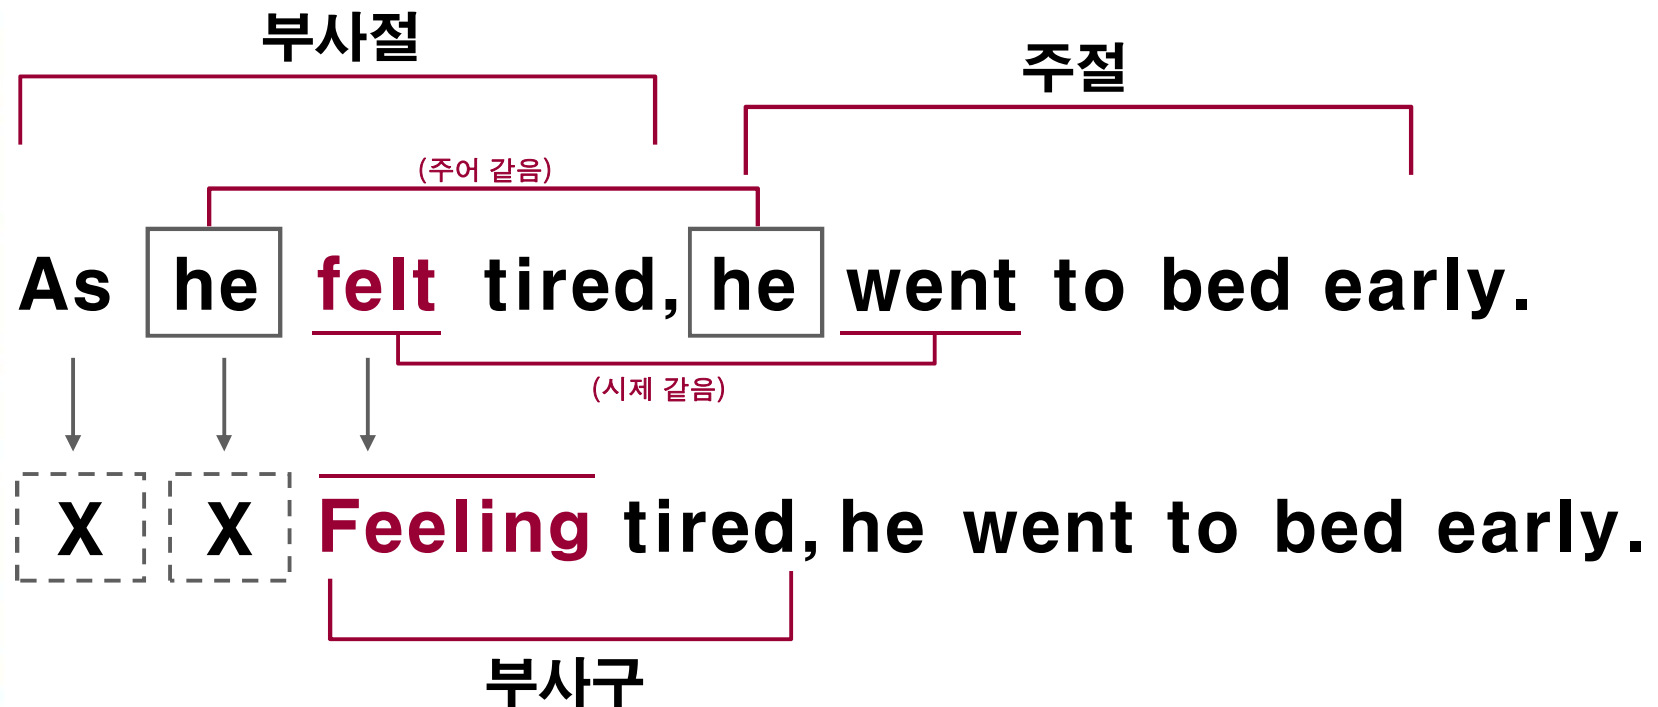 부사절
주절
(주어 같음)
As he felt tired, he went to bed early.
(시제 같음)
X X Feeling tired, he went to bed early.
부사구